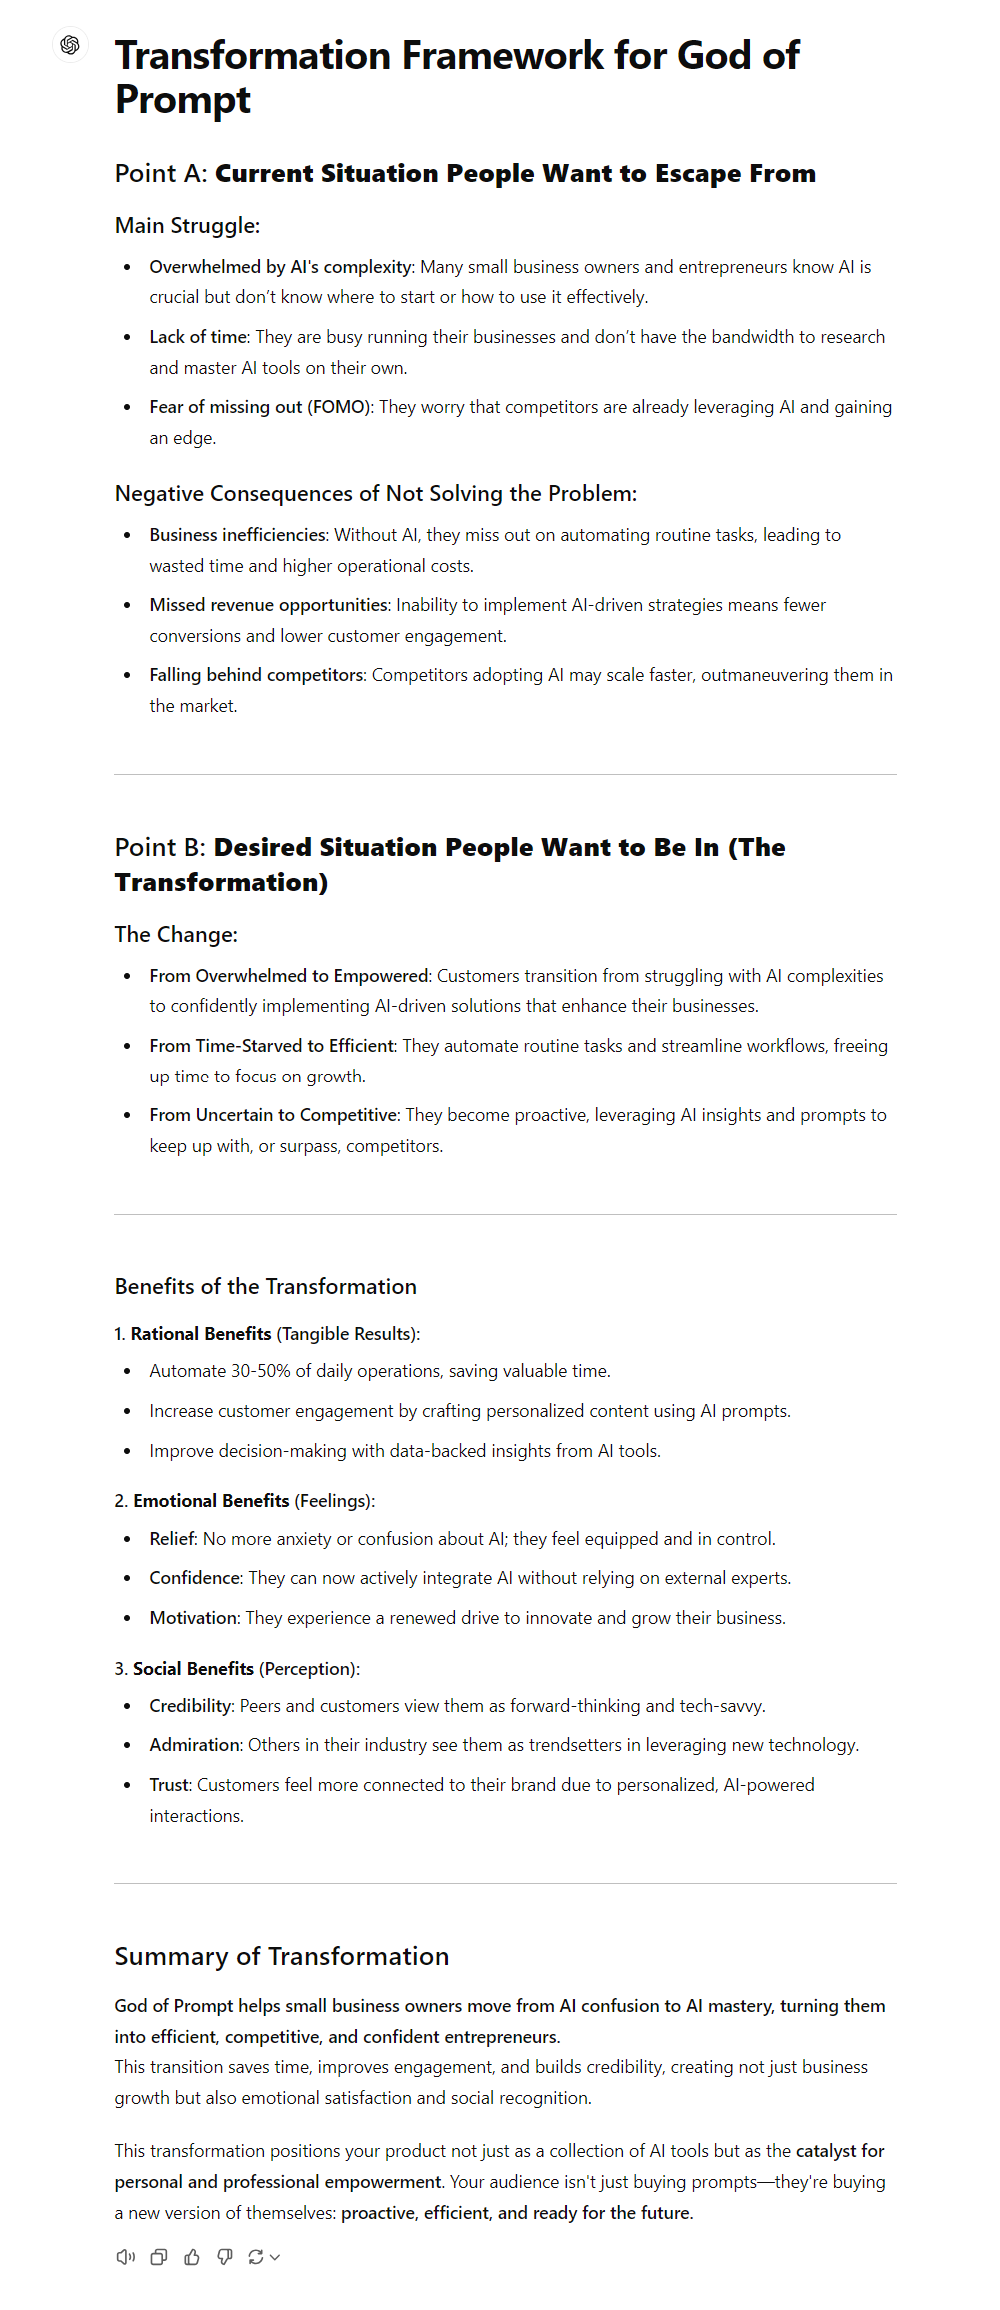 Transformation Framework for God of
Prompt
Point A: Current Situation People Want to Escape From
Main Struggle:
• Overwhelmed by AI's complexity: Many small business owners and entrepreneurs know AI is
crucial but don’t know where to start or how to use it effectively.
• Lack of time: They are busy running their businesses and don’t have the bandwidth to research
and master AI tools on their own.
• Fear of missing out (FOMO): They worry that competitors are already leveraging AI and gaining
an edge.
Negative Consequences of Not Solving the Problem:
• Business inefficiencies: Without AI, they miss out on automating routine tasks, leading to
wasted time and higher operational costs.
• Missed revenue opportunities: Inability to implement AI-driven strategies means fewer
conversions and lower customer engagement.
• Falling behind competitors: Competitors adopting AI may scale faster, outmaneuvering them in
the market.
Point B: Desired Situation People Want to Be In (The
Transformation)
The Change:
• From Overwhelmed to Empowered: Customers transition from struggling with AI complexities
to confidently implementing AI-driven solutions that enhance their businesses.
• From Time-Starved to Efficient: They automate routine tasks and streamline workflows, freeing
up time to focus on growth.
• From Uncertain to Competitive: They become proactive, leveraging AI insights and prompts to
keep up with, or surpass, competitors.
Benefits of the Transformation
1. Rational Benefits (Tangible Results):
• Automate 30-50% of daily operations, saving valuable time.
• Increase customer engagement by crafting personalized content using AI prompts.
• Improve decision-making with data-backed insights from AI tools.
2. Emotional Benefits (Feelings):
• Relief: No more anxiety or confusion about AI; they feel equipped and in control.
• Confidence: They can now actively integrate AI without relying on external experts.
• Motivation: They experience a renewed drive to innovate and grow their business.
3. Social Benefits (Perception):
• Credibility: Peers and customers view them as forward-thinking and tech-savvy.
• Admiration: Others in their industry see them as trendsetters in leveraging new technology.
• Trust: Customers feel more connected to their brand due to personalized, AI-powered
interactions.
Summary of Transformation
God of Prompt helps small business owners move from AI confusion to AI mastery, turning them
into efficient, competitive, and confident entrepreneurs.
This transition saves time, improves engagement, and builds credibility, creating not just business
growth but also emotional satisfaction and social recognition.
This transformation positions your product not just as a collection of AI tools but as the catalyst for
personal and professional empowerment. Your audience isn't just buying prompts—they're buying
a new version of themselves: proactive, efficient, and ready for the future.